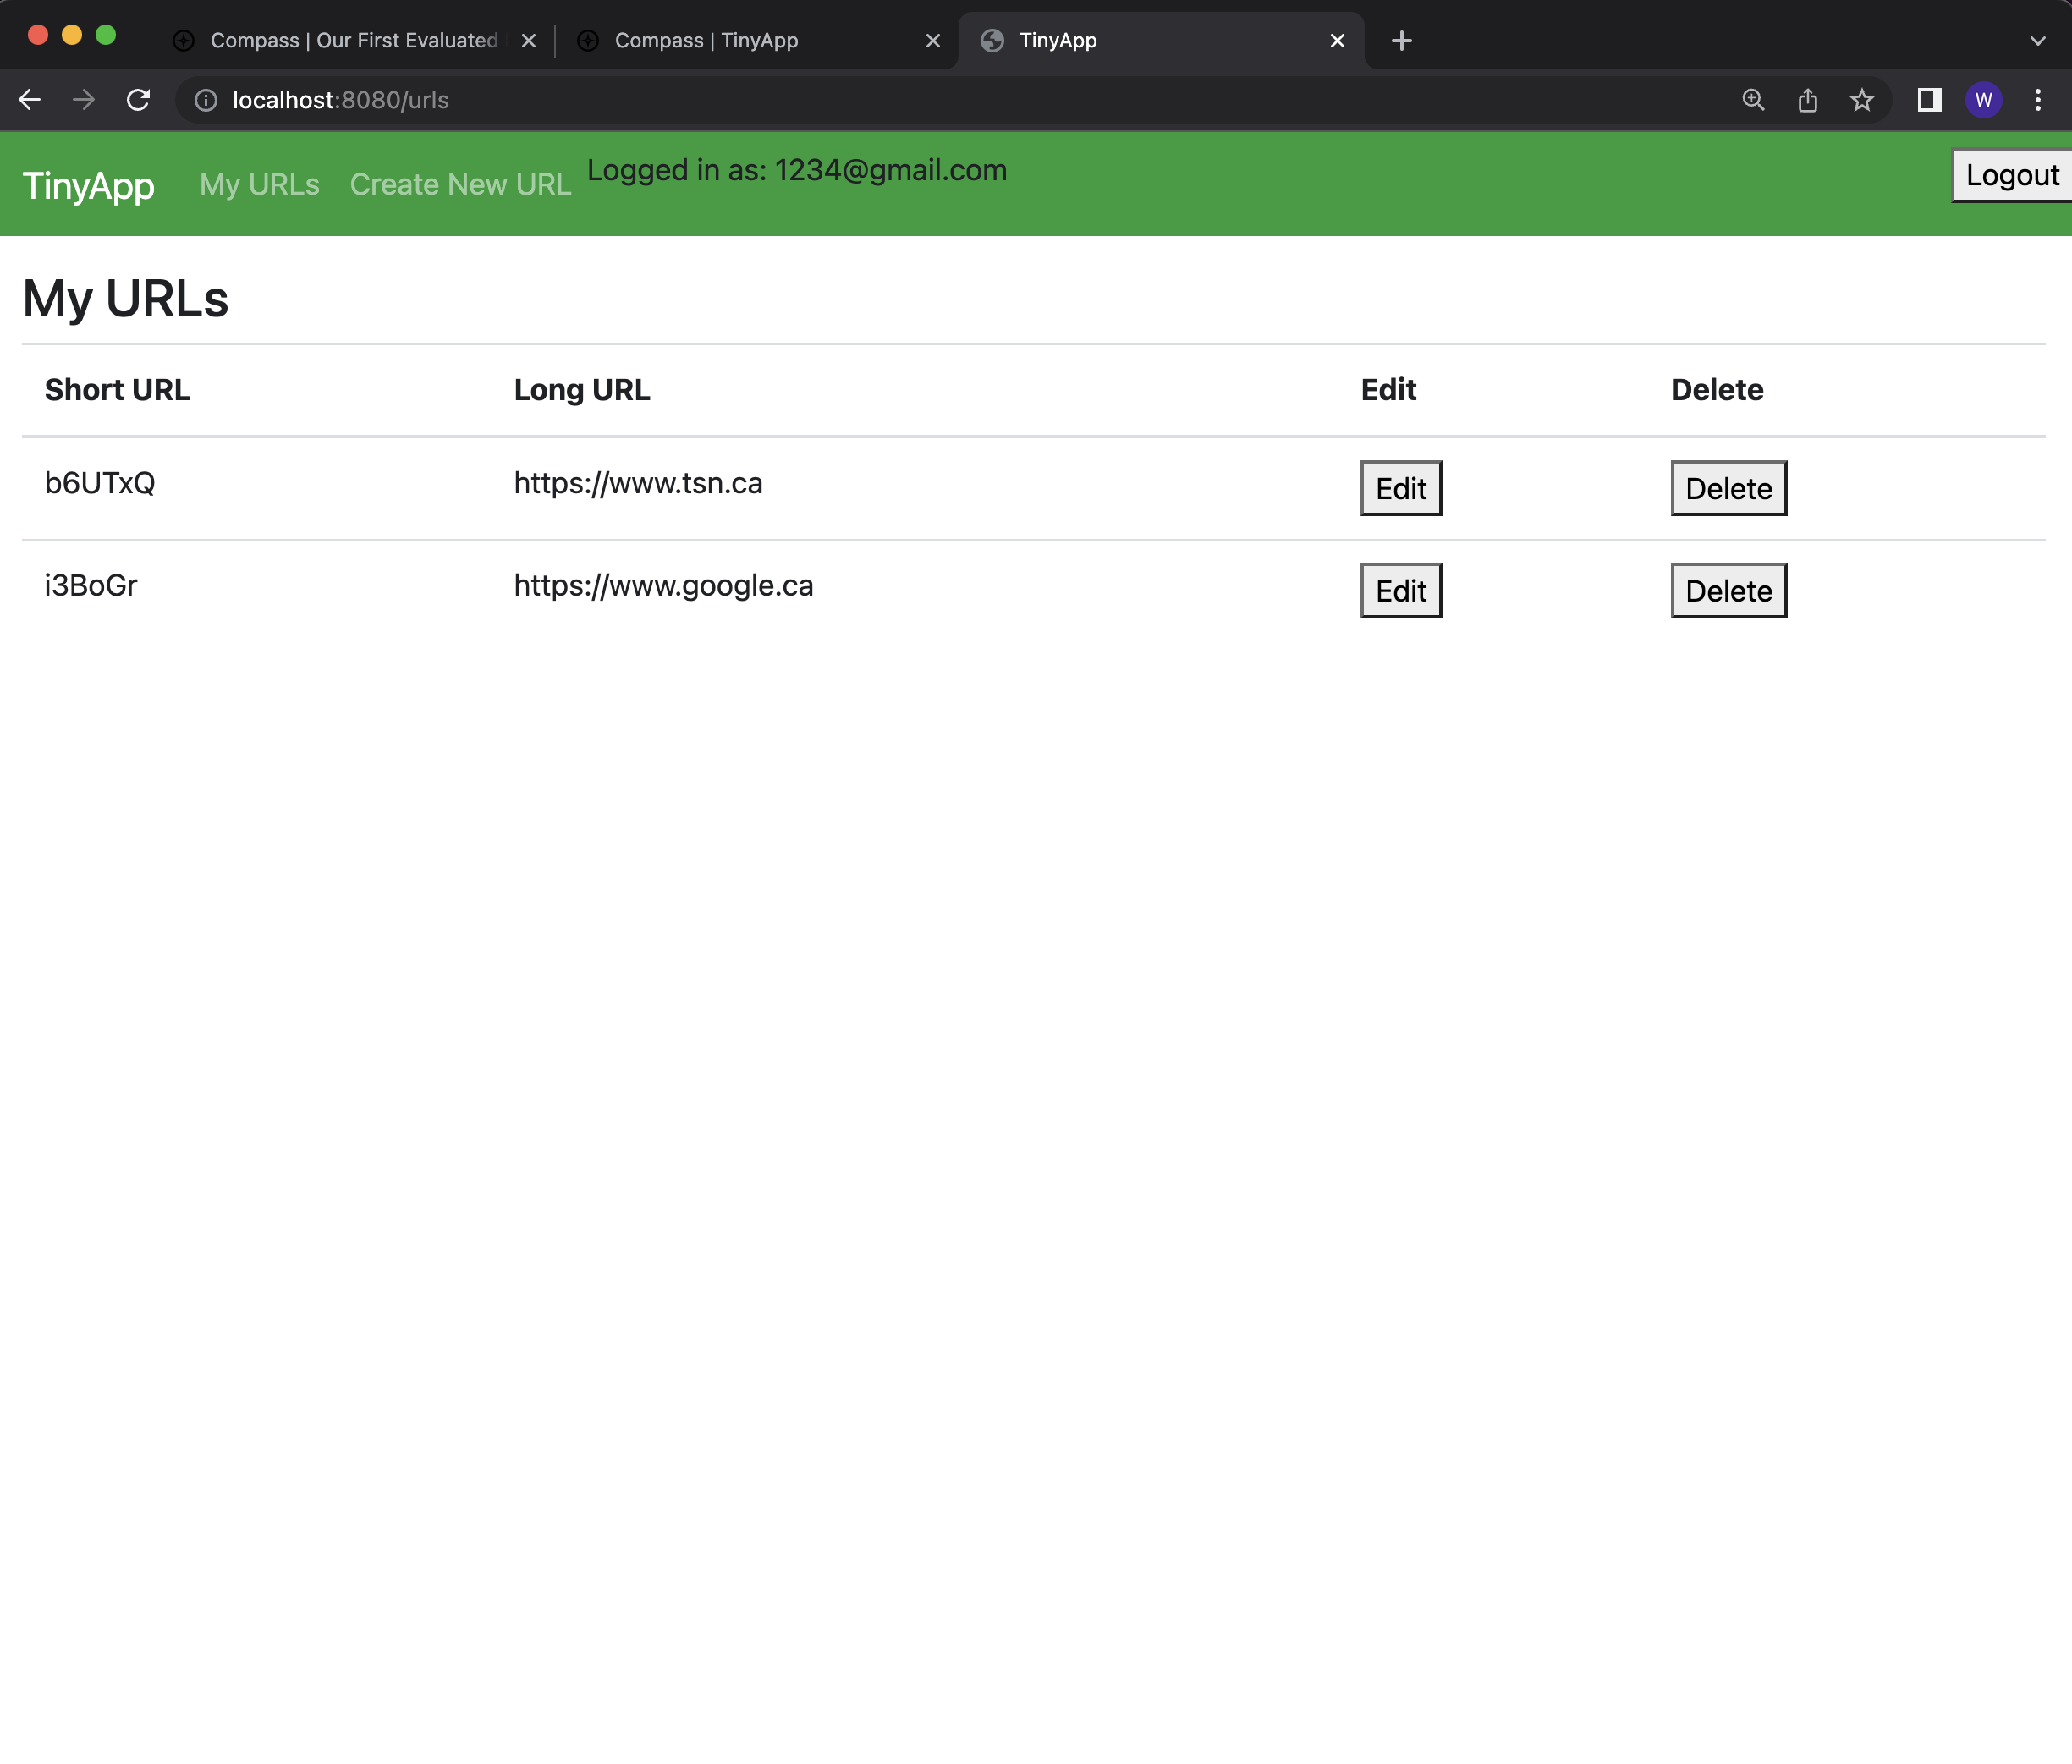 Compass | Our First Evaluated
Compass | TinyApp
TinyApp
localhost:8080/urls
W
TinyApp My URLs Create New URL Logged in as: 1234@gmail.com Logout
My URLs
Short URL Long URL Edit Delete
b6UTxQ https://www.tsn.ca Edit Delete
i3BoGr https://www.google.ca Edit Delete